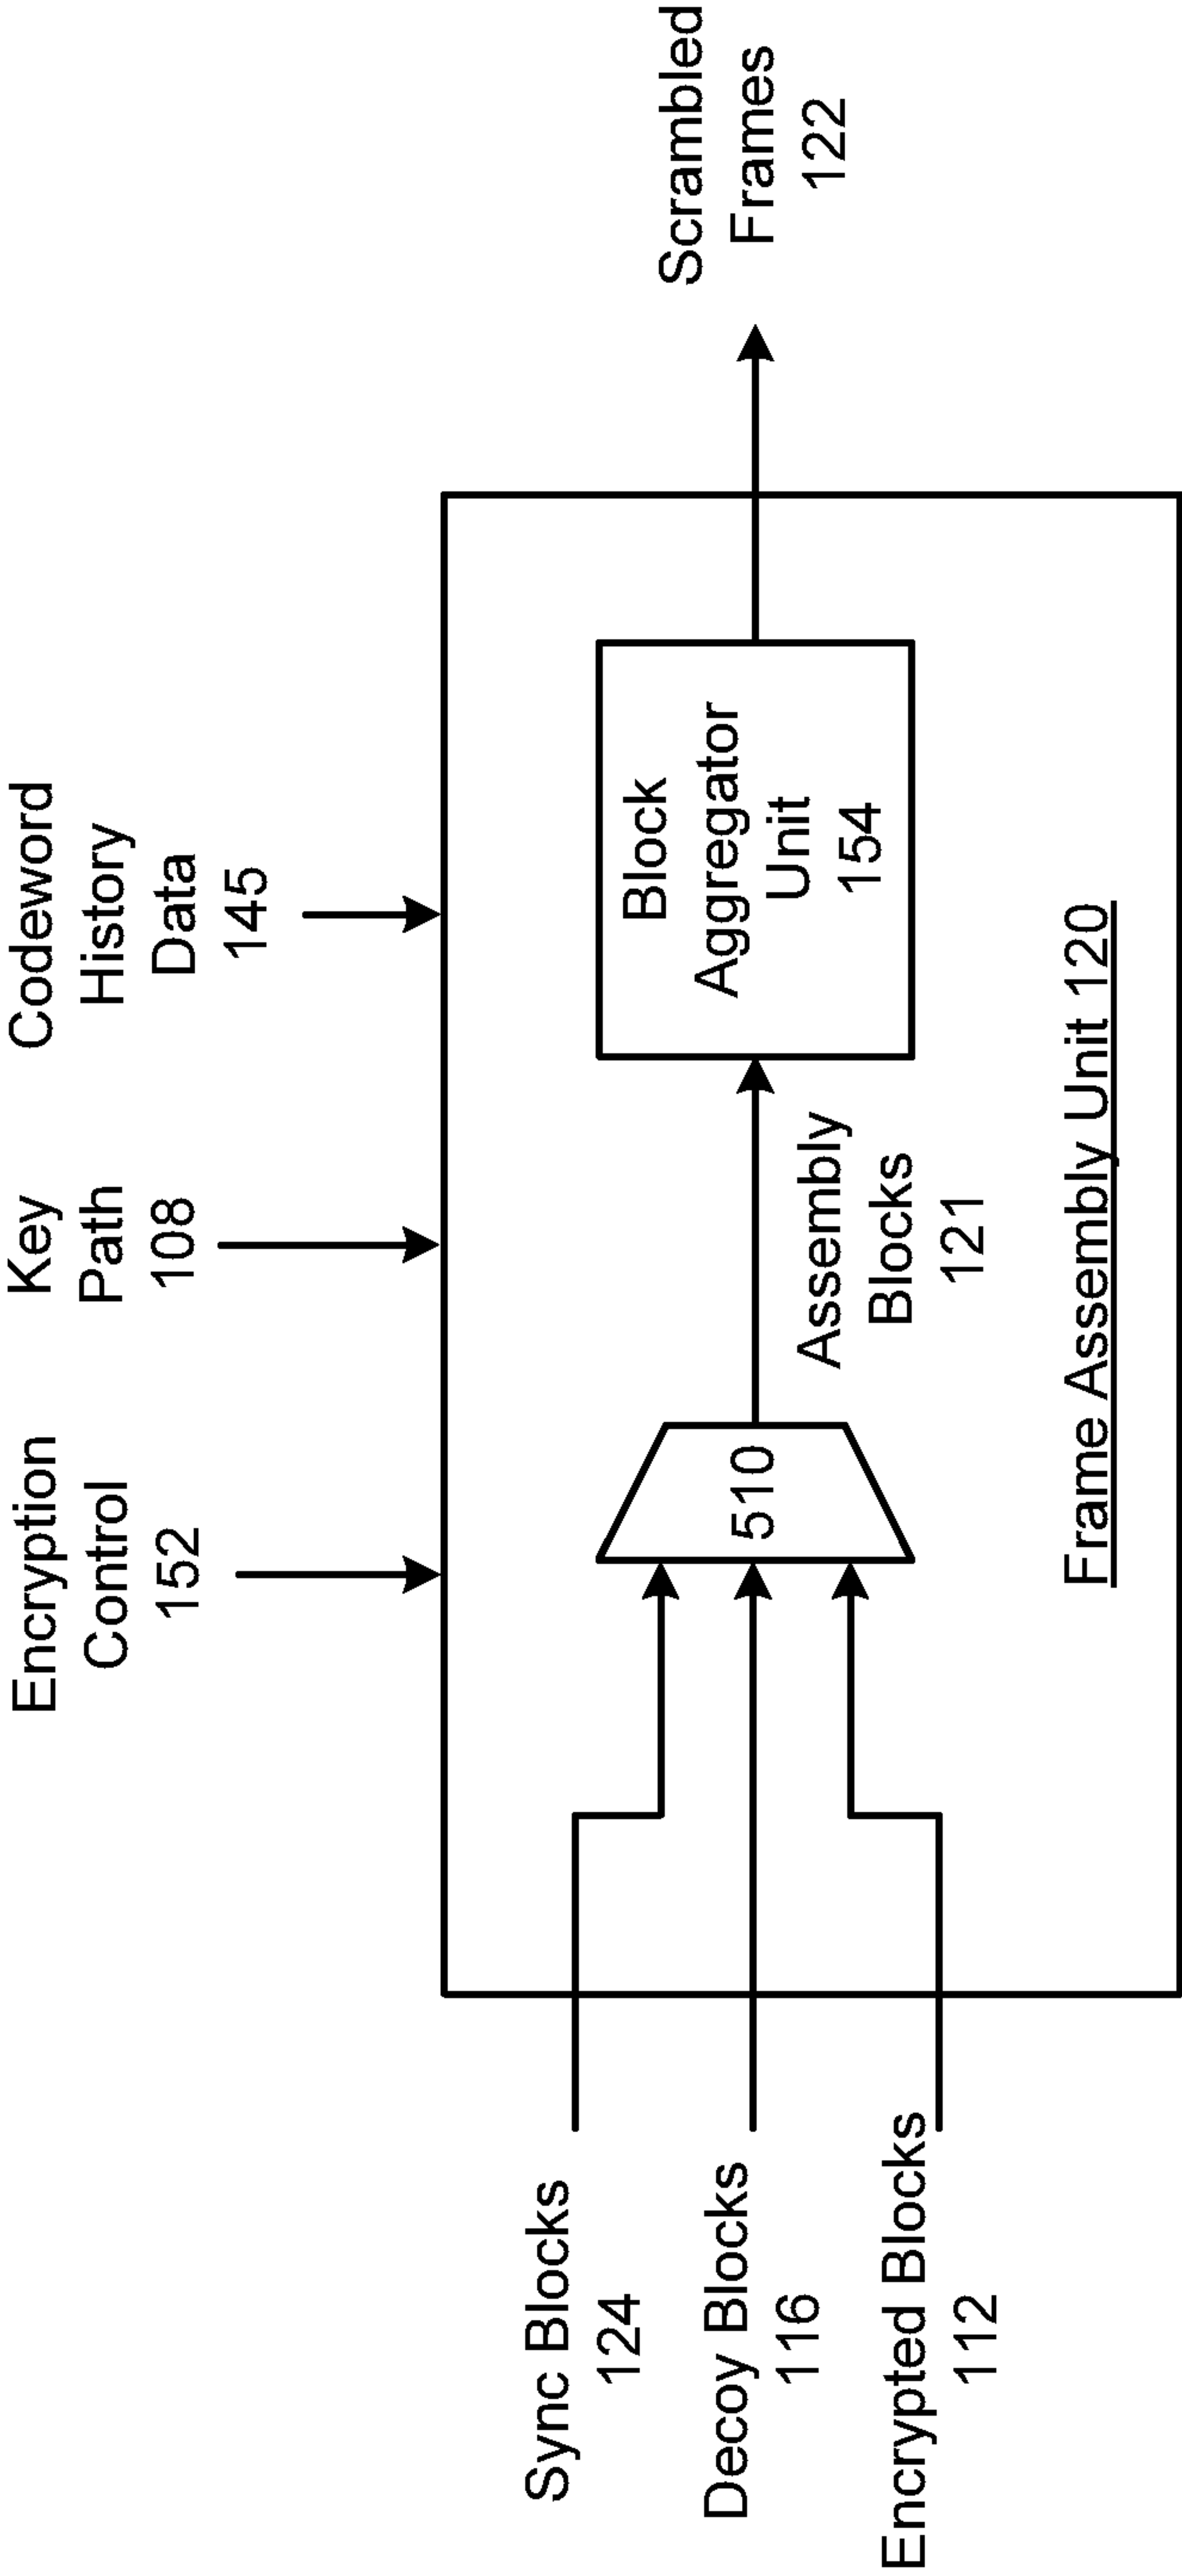 Encryption
Control
152
Key
Path
108
Codeword
History
Data
145
Sync Blocks
124
Decoy Blocks
116
Encrypted Blocks
112
510
Assembly
Blocks
121
Block
Aggregator
Unit
154
Scrambled
Frames
122
Frame Assembly Unit 120